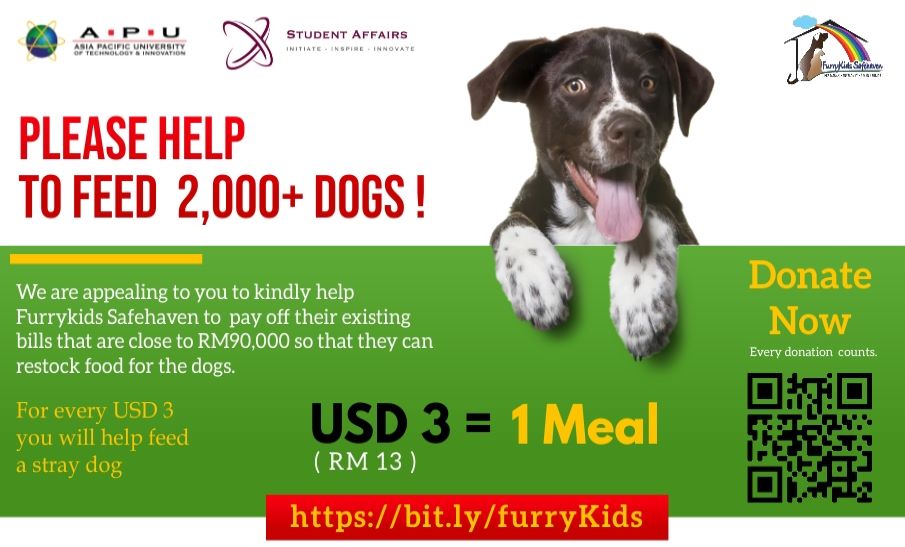 A·P·U
ASIA PACIFIC UNIVERSITY
OF TECHNOLOGY & INNOVATION
STUDENT AFFAIRS
INITIATE - INSPIRE - INNOVATE
FurryKids Safehaven
PLEASE HELP
TO FEED 2,000+ DOGS !
We are appealing to you to kindly help
Furrykids Safehaven to pay off their existing
bills that are close to RM90,000 so that they can
restock food for the dogs.
For every USD 3
you will help feed
a stray dog
USD 3 = 1 Meal
( RM 13 )
Donate
Now
Every donation counts.
https://bit.ly/furryKids